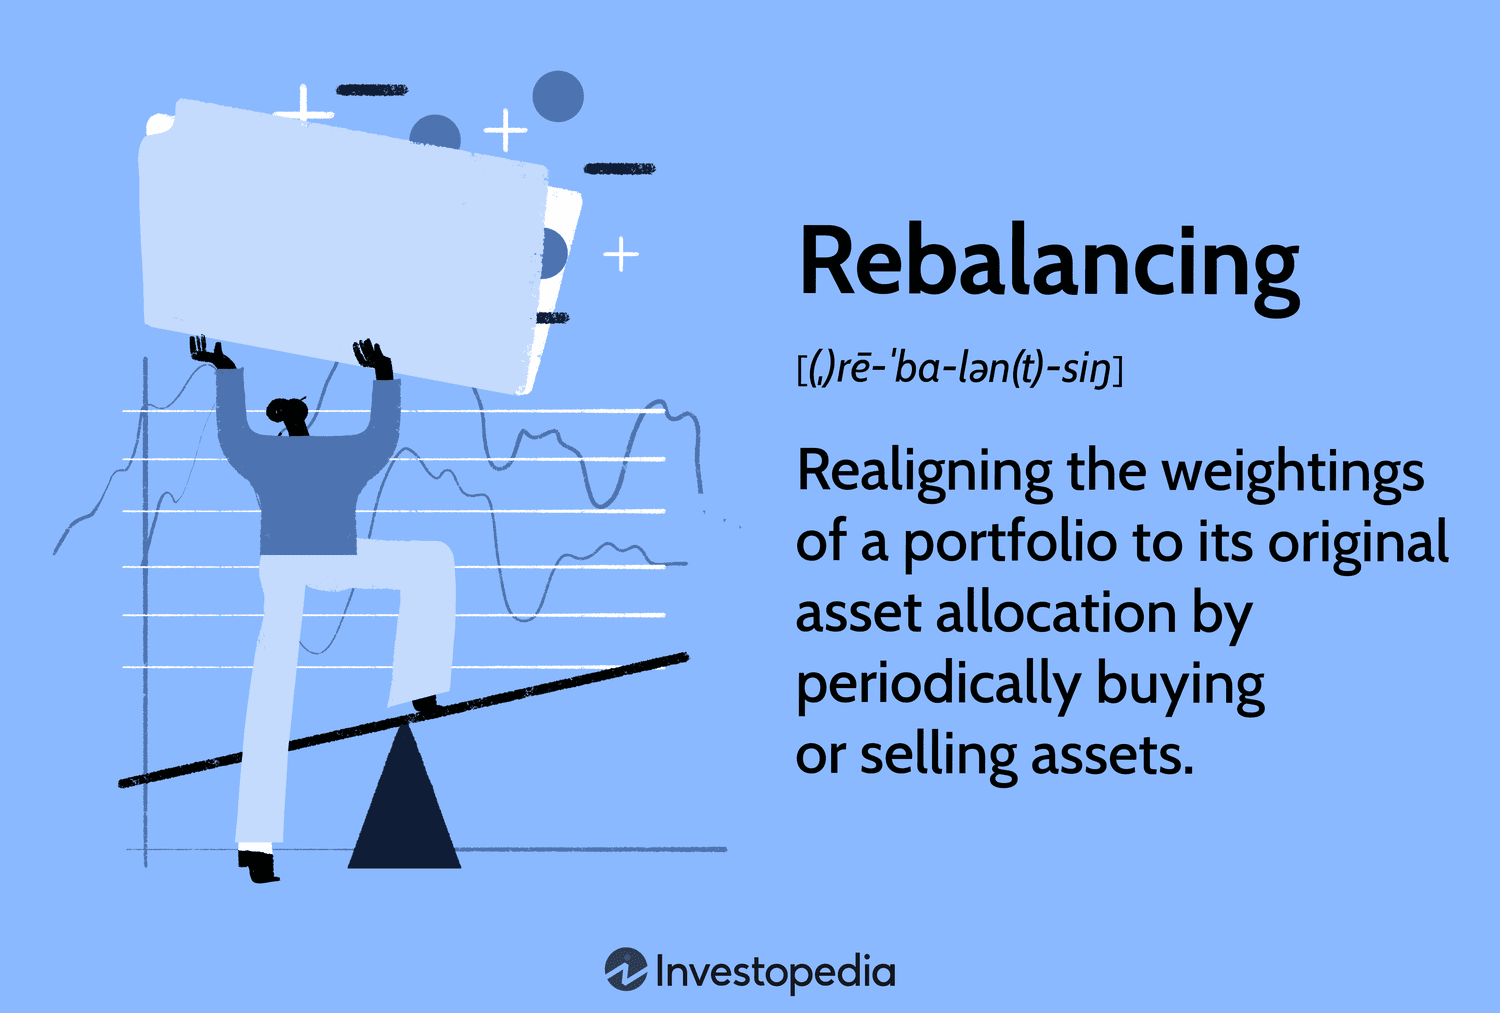 Rebalancing
[(ˌ)rē-ˈba-lən(t)-siŋ]
Realigning the weightings
of a portfolio to its original
asset allocation by
periodically buying
or selling assets.
Investopedia